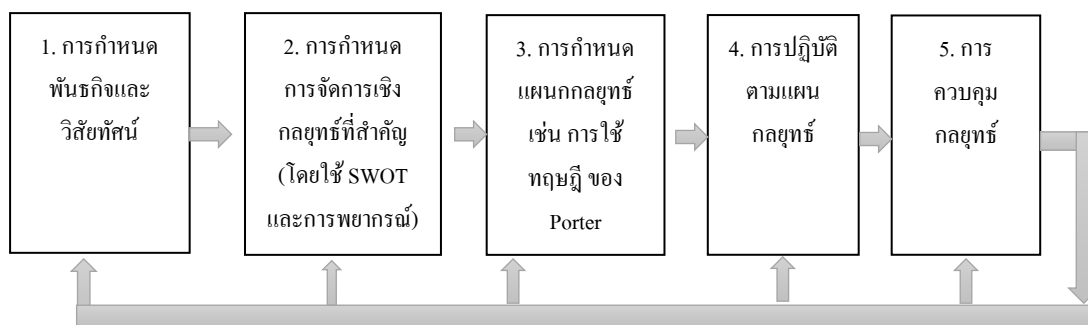 1. การกำหนด
พันธกิจและ
วิสัยทัศน์
2. การกำหนด
การจัดการเชิง
กลยุทธ์ที่สำคัญ
(โดยใช้ SWOT
และการพยากรณ์)
3. การกำหนด
แผนกกลยุทธ์
เช่น การใช้
ทฤษฎี ของ
Porter
4. การปฏิบัติ
ตามแผน
กลยุทธ์
5. การ
ควบคุม
กลยุทธ์